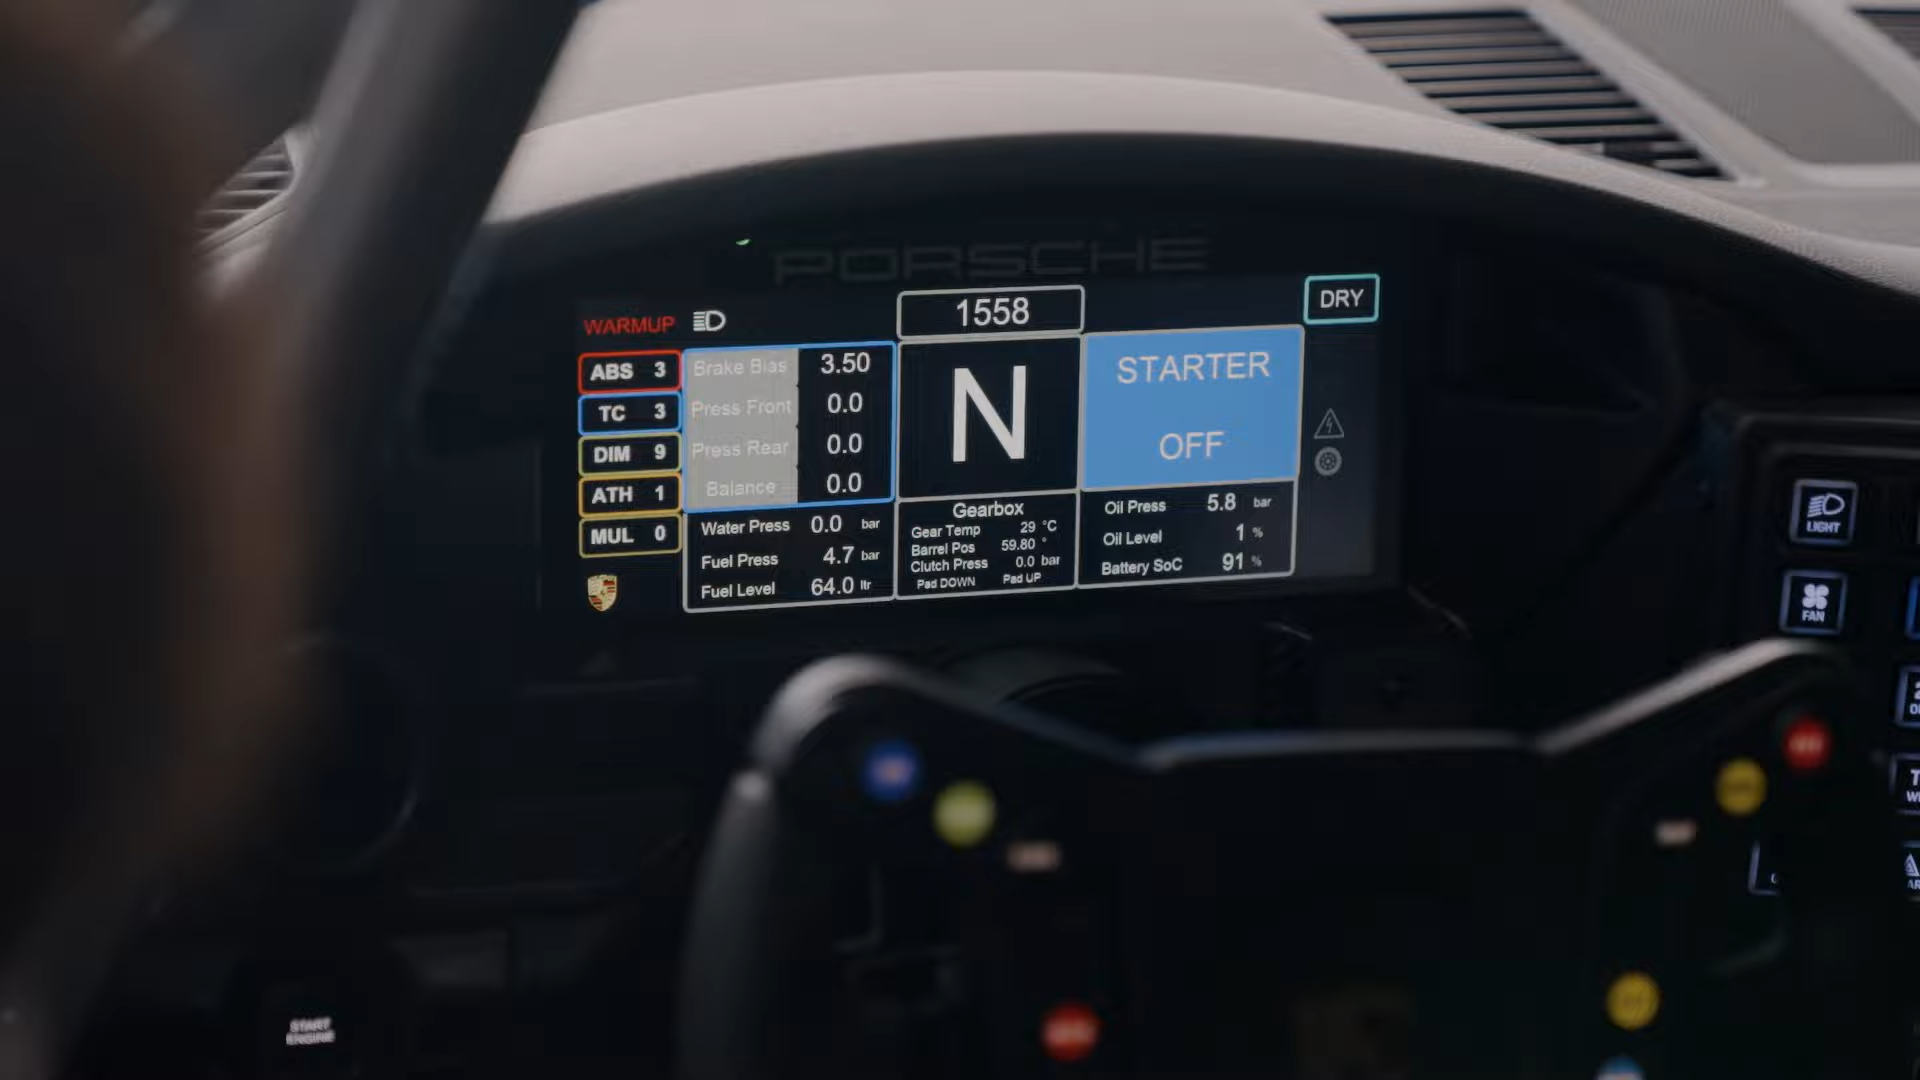 PORSCHE
1558
DRY
WARMUP
ABS 3
TC 3
DIM 9
ATH 1
MUL 0
Brake Bias 3.50
Press Front 0.0
Press Rear 0.0
Balance 0.0
Water Press 0.0 bar
Fuel Press 4.7 bar
Fuel Level 64.0 ltr
N
Gearbox
Gear Temp 29 °C
Barrel Pos 59.80 °
Clutch Press 0.0 bar
Pad DOWN Pad UP
STARTER
OFF
Oil Press 5.8 bar
Oil Level 1 %
Battery SoC 91 %
LIGHT
FAN
START
ENGINE